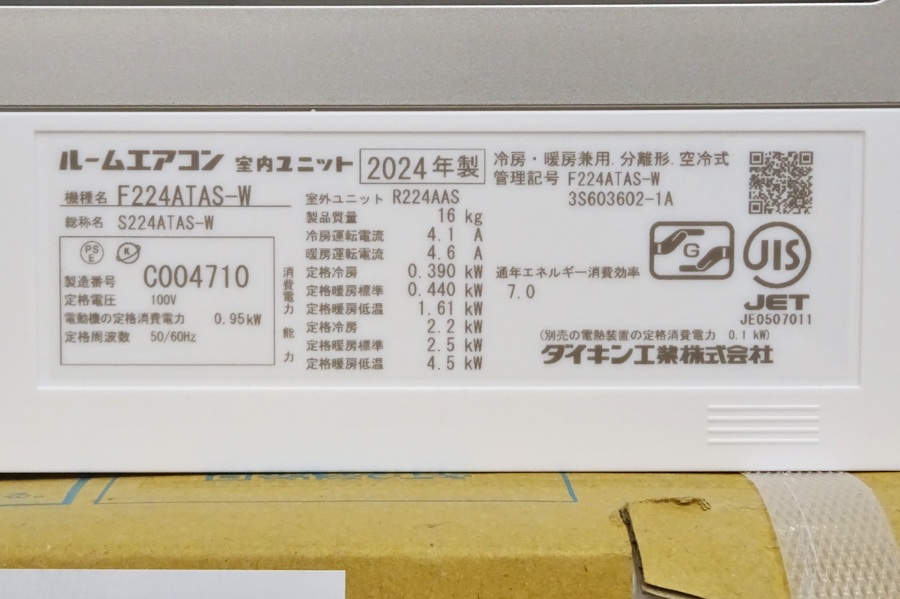 ルームエアコン 室内ユニット 2024年製
機種名 F224ATAS-W
総称名 S224ATAS-W
PS
E
製造番号 C004710
定格電圧 100V
電動機の定格消費電力 0.95kW
定格周波数 50/60Hz
室外ユニット R224AAS
製品質量 16 kg
冷房運転電流 4.1 A
暖房運転電流 4.6 A
消費電力
定格冷房 0.390 kW
定格暖房標準 0.440 kW
定格暖房低温 1.61 kW
能力
定格冷房 2.2 kW
定格暖房標準 2.5 kW
定格暖房低温 4.5 kW
冷房・暖房兼用.分離形.空冷式
管理記号 F224ATAS-W
3S603602-1A
通年エネルギー消費効率
7.0
G
JIS
JET
JE0507011
(別売の電熱装置の定格消費電力 0.1 kW)
ダイキン工業株式会社